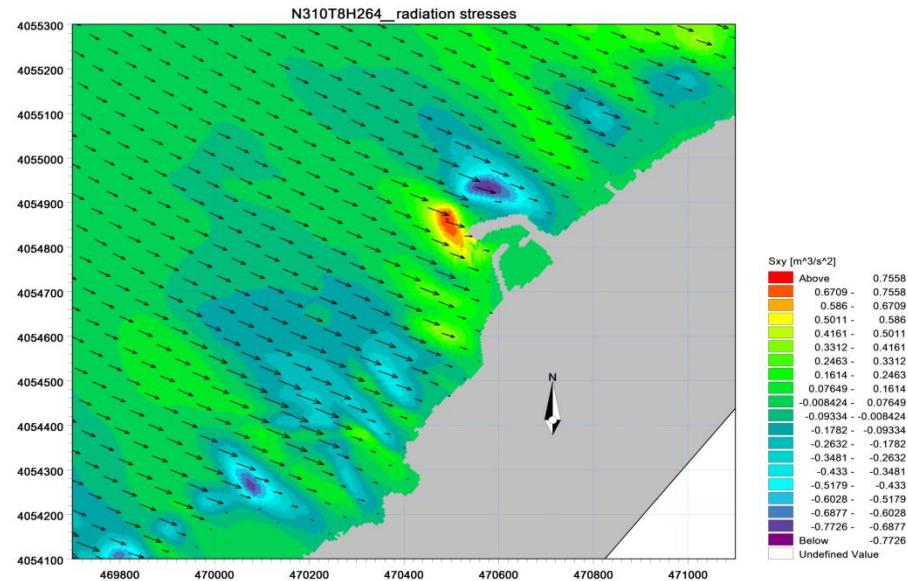 N310T8H264__radiation stresses
4055300
4055200
4055100
4055000
4054900
4054800
4054700
4054600
4054500
4054400
4054300
4054200
4054100
469800 470000 470200 470400 470600 470800 471000
N
Sxy [m^3/s^2]
Above 0.7558
0.6709 - 0.7558
0.586 - 0.6709
0.5011 - 0.586
0.4161 - 0.5011
0.3312 - 0.4161
0.2463 - 0.3312
0.1614 - 0.2463
0.07649 - 0.1614
-0.008424 - 0.07649
-0.09334 - -0.008424
-0.1782 - -0.09334
-0.2632 - -0.1782
-0.3481 - -0.2632
-0.433 - -0.3481
-0.5179 - -0.433
-0.6028 - -0.5179
-0.6877 - -0.6028
-0.7726 - -0.6877
Below -0.7726
Undefined Value